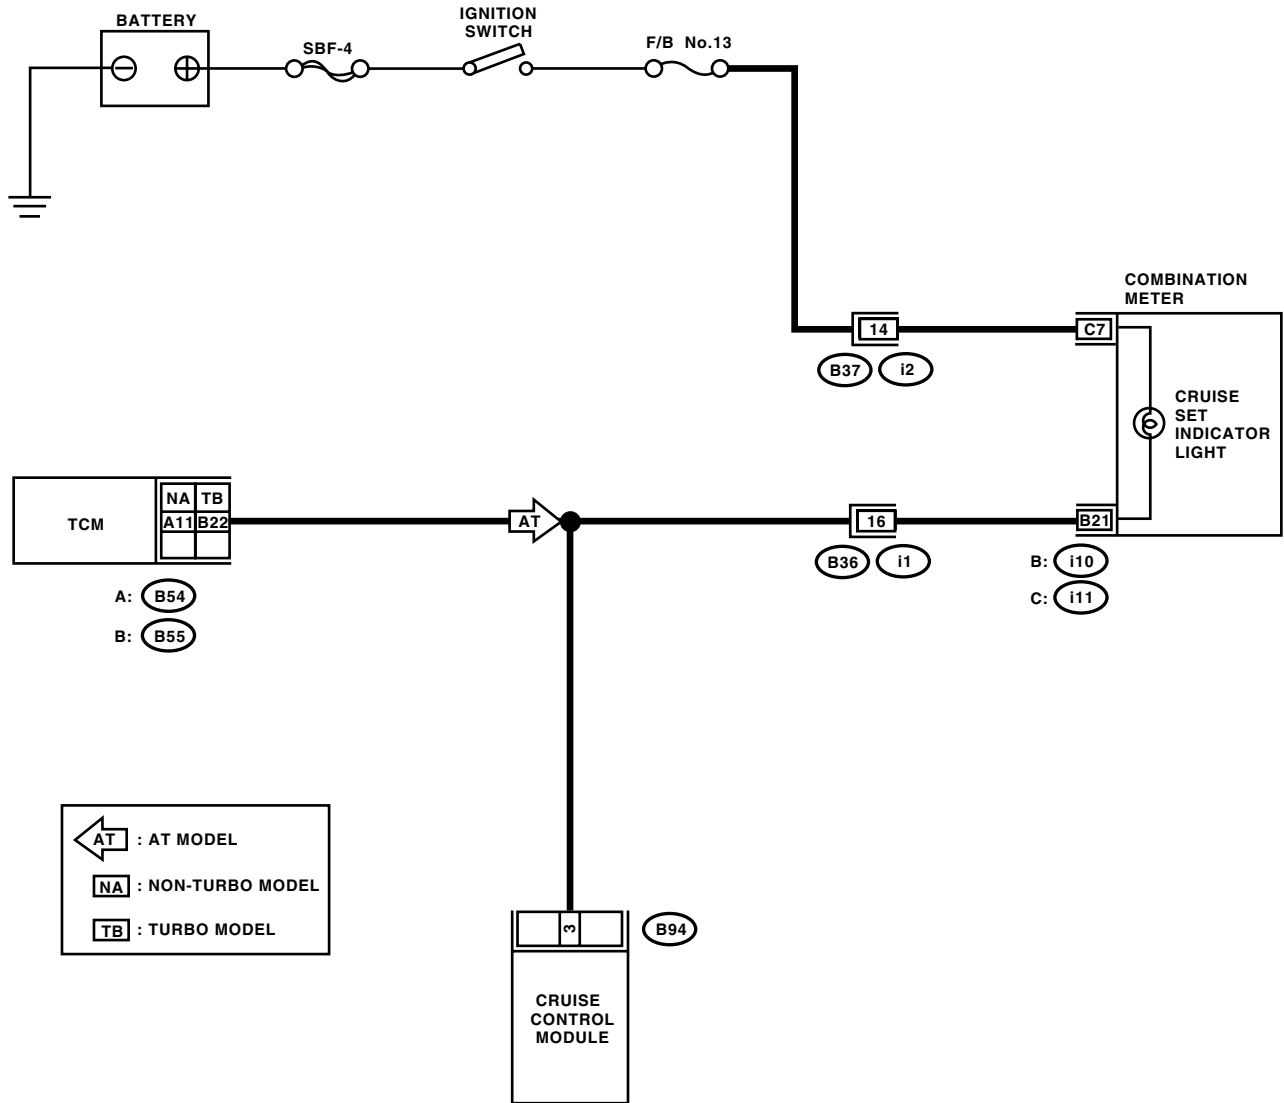 BATTERY
SBF-4
IGNITION
SWITCH
F/B No.13
COMBINATION
METER
14
C7
B37
i2
CRUISE
SET
INDICATOR
LIGHT
TCM
NA TB
A11 B22
AT
16
B21
B36
i1
B: i10
C: i11
A: B54
B: B55
AT : AT MODEL
NA : NON-TURBO MODEL
TB : TURBO MODEL
3
B94
CRUISE
CONTROL
MODULE